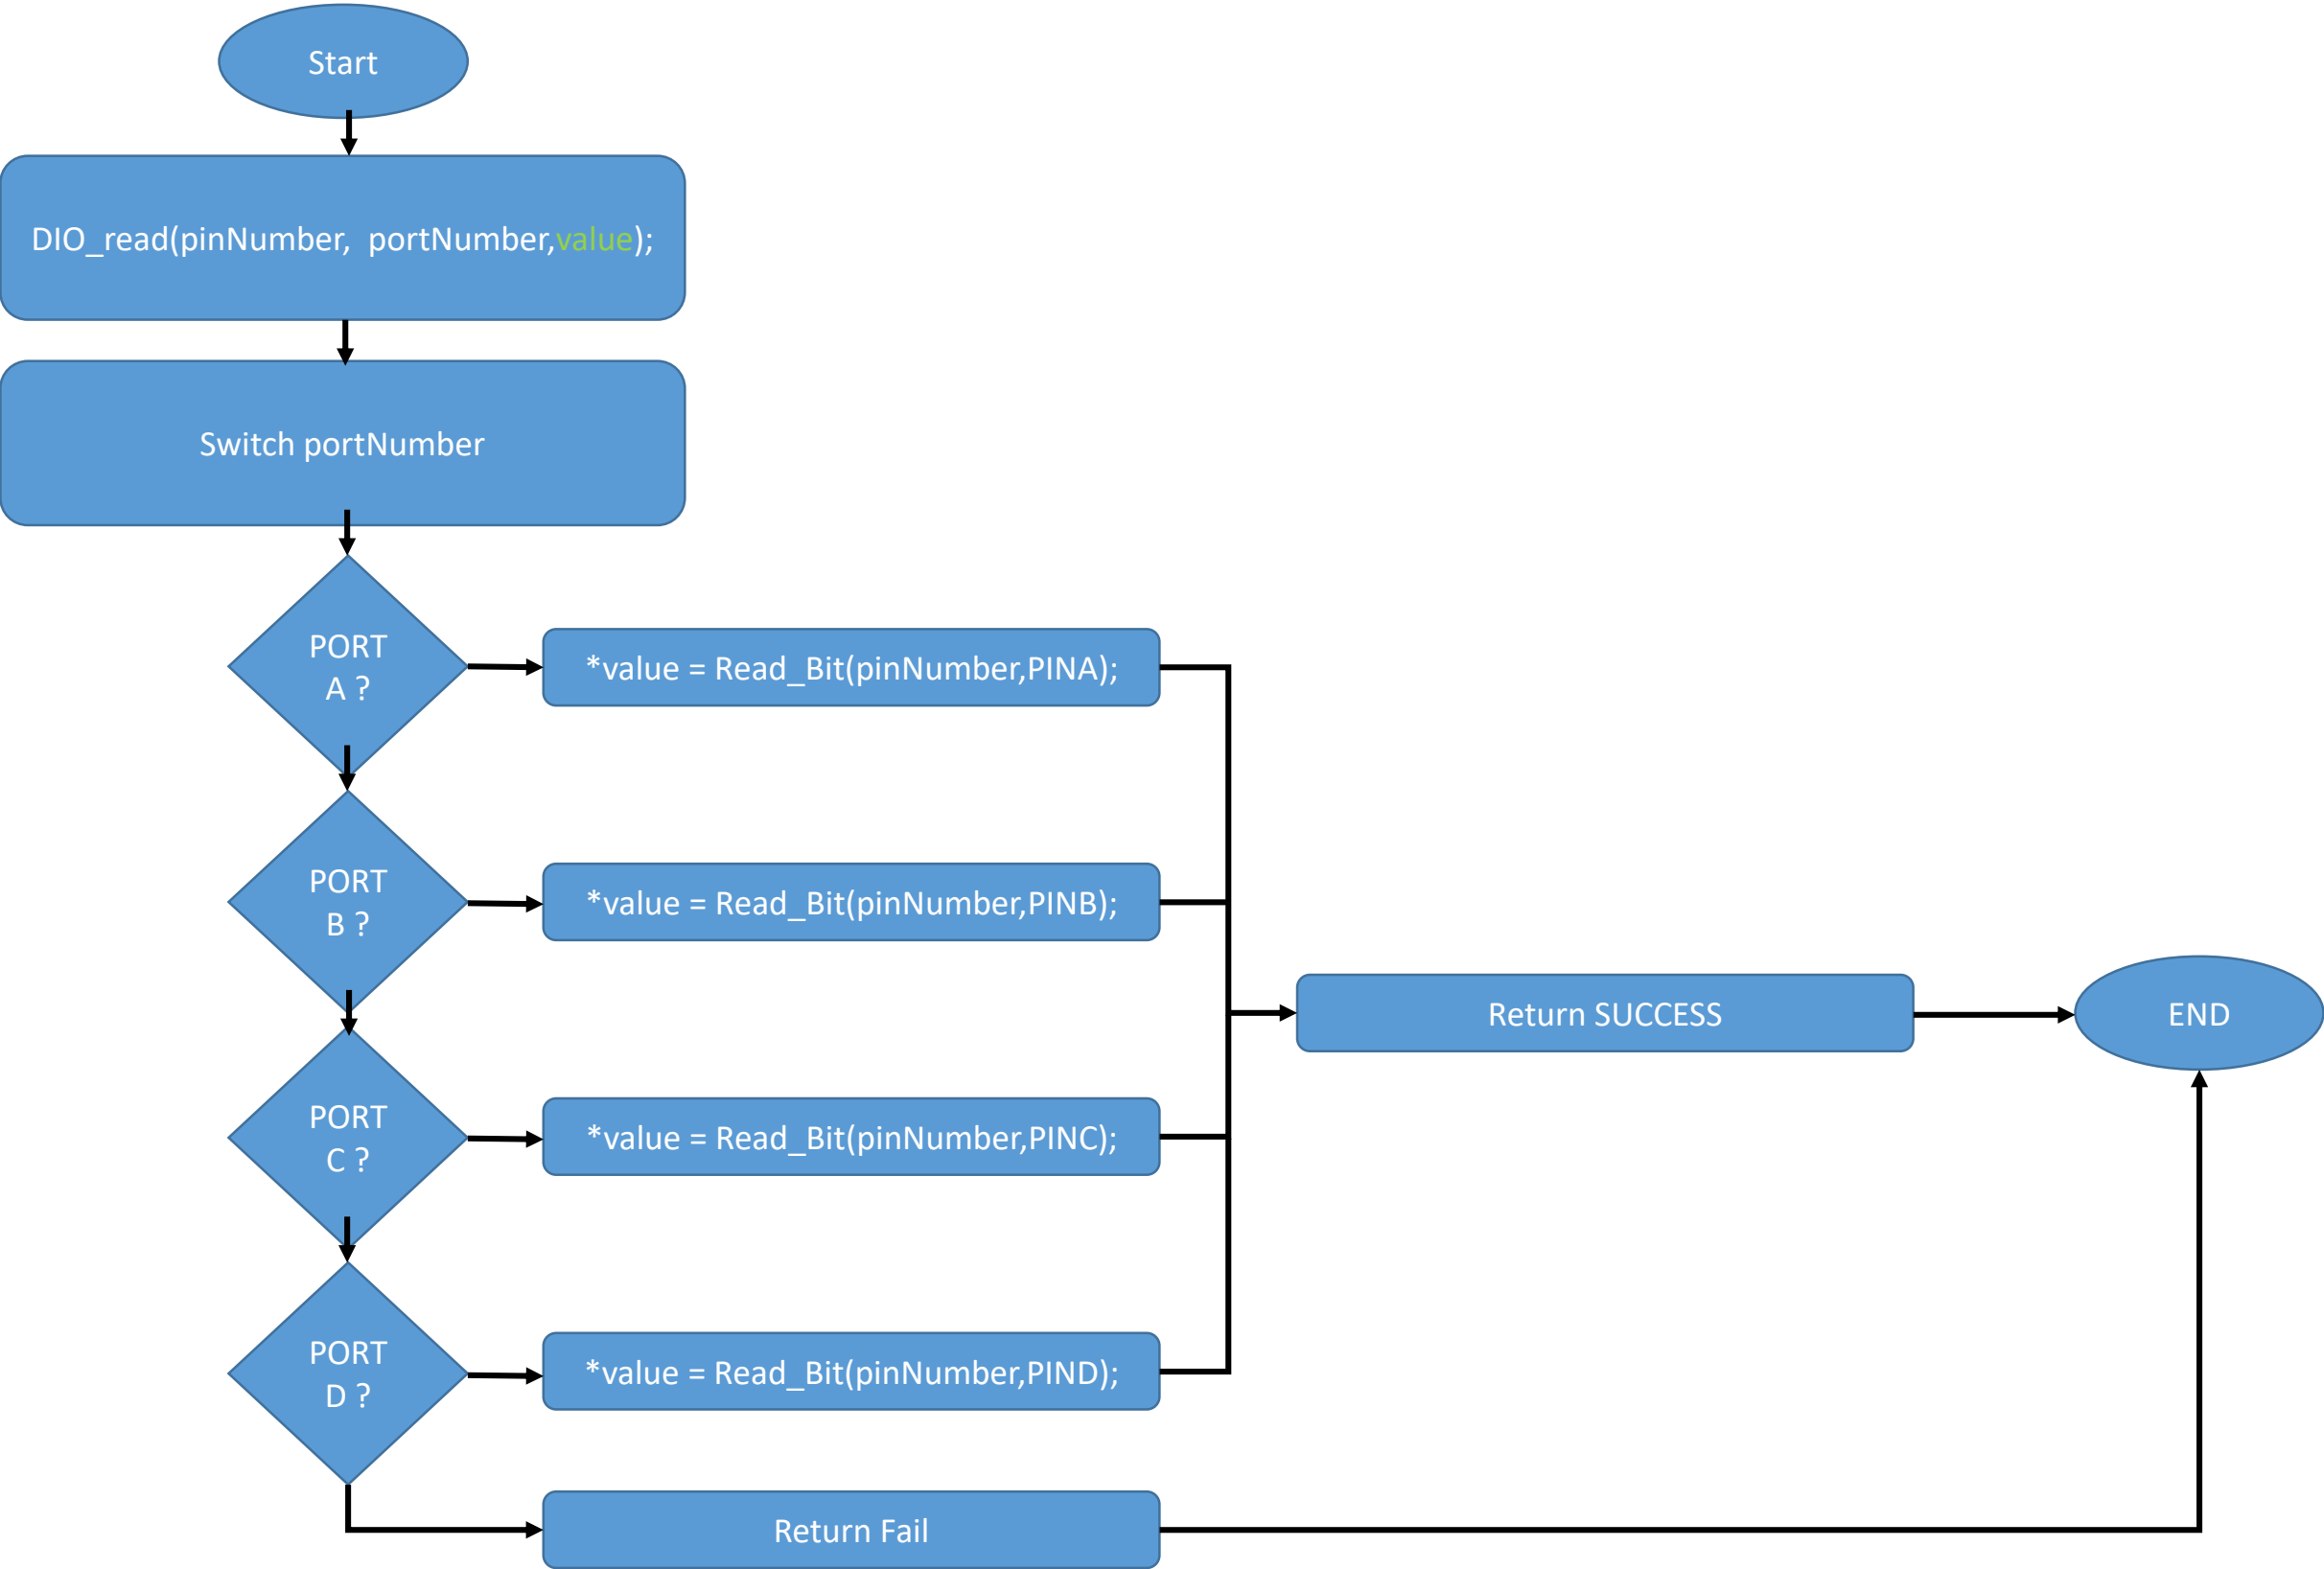 Start
DIO_read(pinNumber,  portNumber,value);
Switch portNumber
PORT
A ?
*value = Read_Bit(pinNumber,PINA);
PORT
B ?
*value = Read_Bit(pinNumber,PINB);
Return SUCCESS
END
PORT
C ?
*value = Read_Bit(pinNumber,PINC);
PORT
D ?
*value = Read_Bit(pinNumber,PIND);
Return Fail